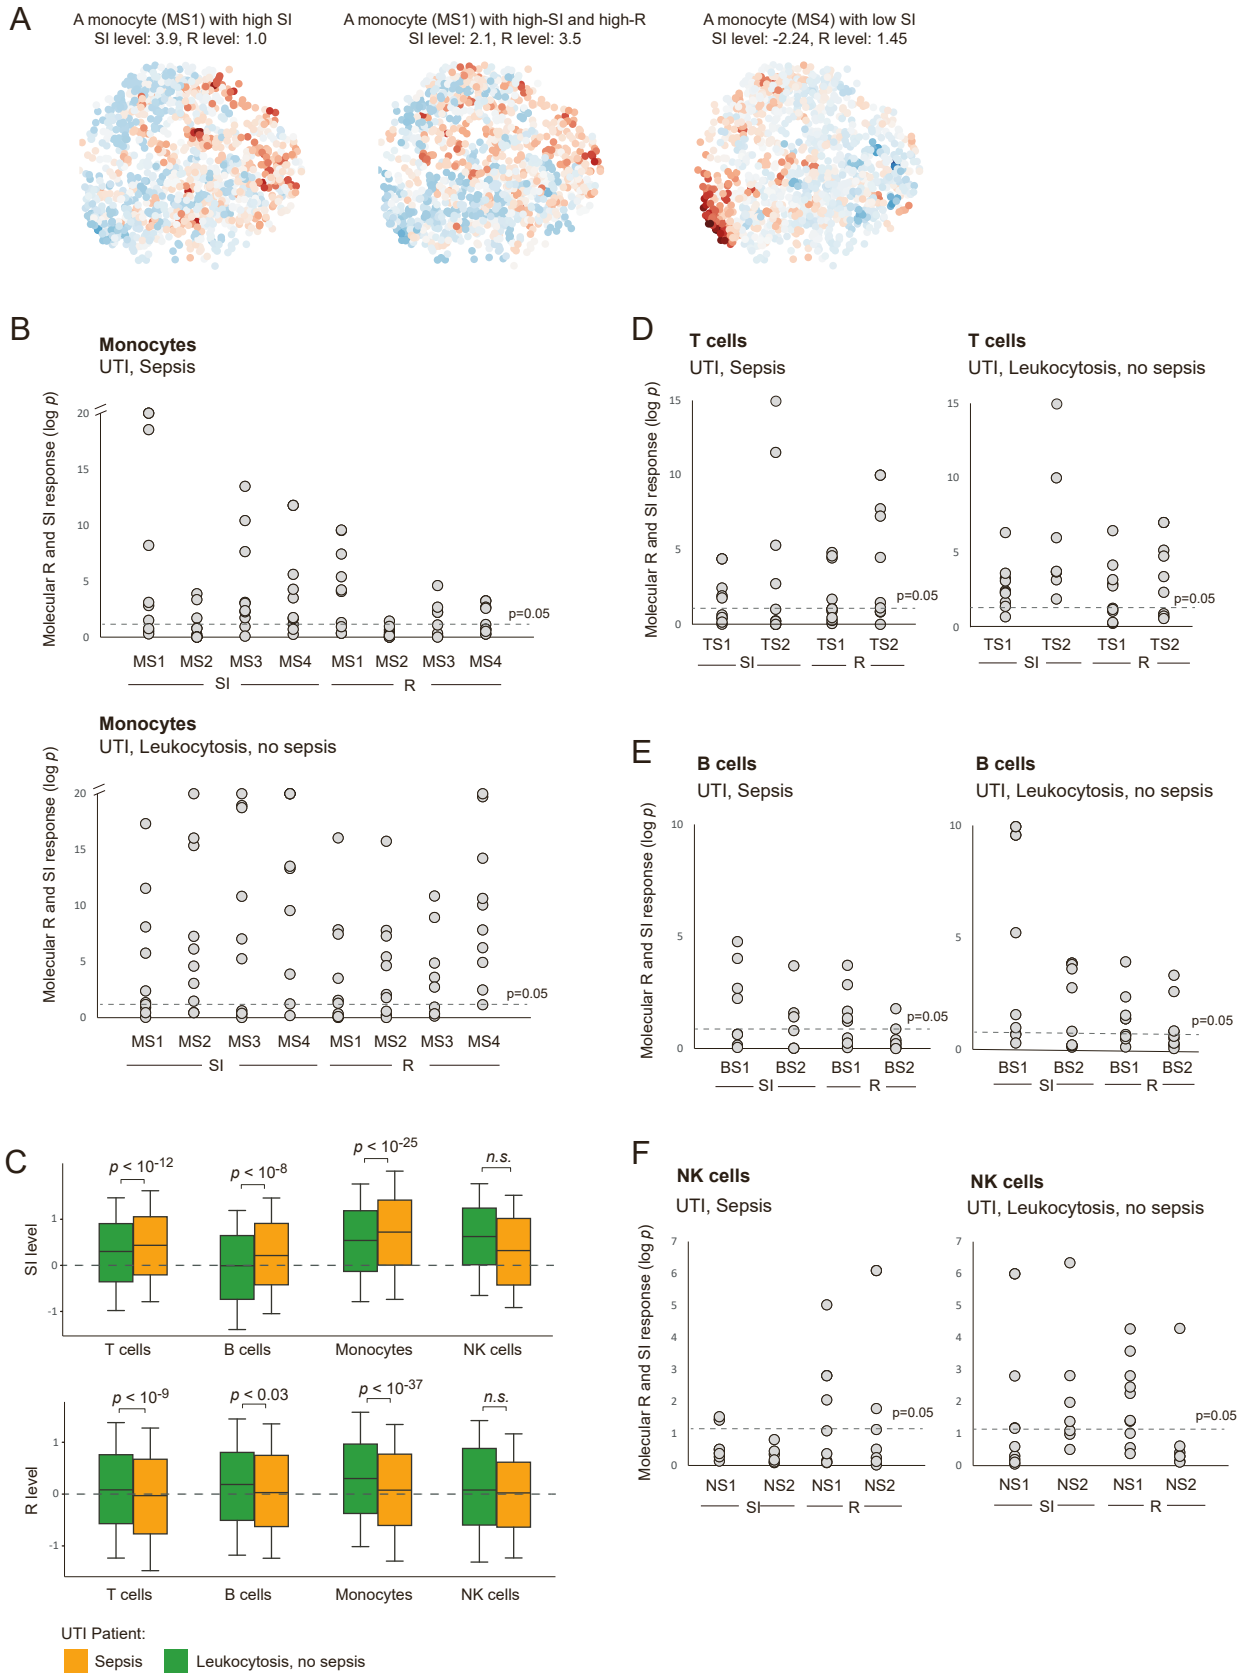 A
A monocyte (MS1) with high SI
SI level: 3.9, R level: 1.0
A monocyte (MS1) with high-SI and high-R
SI level: 2.1, R level: 3.5
A monocyte (MS4) with low SI
SI level: -2.24, R level: 1.45
B
Monocytes
UTI, Sepsis
Molecular R and SI response (log p)
20
15
10
5
0
p=0.05
MS1 MS2 MS3 MS4 MS1 MS2 MS3 MS4
SI R
Monocytes
UTI, Leukocytosis, no sepsis
Molecular R and SI response (log p)
20
15
10
5
0
p=0.05
MS1 MS2 MS3 MS4 MS1 MS2 MS3 MS4
SI R
C
SI level
1
0
-1
p < 10-12
p < 10-8
p < 10-25
n.s.
T cells B cells Monocytes NK cells
R level
1
0
-1
p < 10-9
p < 0.03
p < 10-37
n.s.
T cells B cells Monocytes NK cells
UTI Patient:
Sepsis Leukocytosis, no sepsis
D
T cells
UTI, Sepsis
Molecular R and SI response (log p)
15
10
5
0
p=0.05
TS1 TS2 TS1 TS2
SI R
T cells
UTI, Leukocytosis, no sepsis
15
10
5
0
p=0.05
TS1 TS2 TS1 TS2
SI R
E
B cells
UTI, Sepsis
Molecular R and SI response (log p)
10
5
0
p=0.05
BS1 BS2 BS1 BS2
SI R
B cells
UTI, Leukocytosis, no sepsis
10
5
0
p=0.05
BS1 BS2 BS1 BS2
SI R
F
NK cells
UTI, Sepsis
Molecular R and SI response (log p)
7
6
5
4
3
2
1
0
p=0.05
NS1 NS2 NS1 NS2
SI R
NK cells
UTI, Leukocytosis, no sepsis
7
6
5
4
3
2
1
0
p=0.05
NS1 NS2 NS1 NS2
SI R